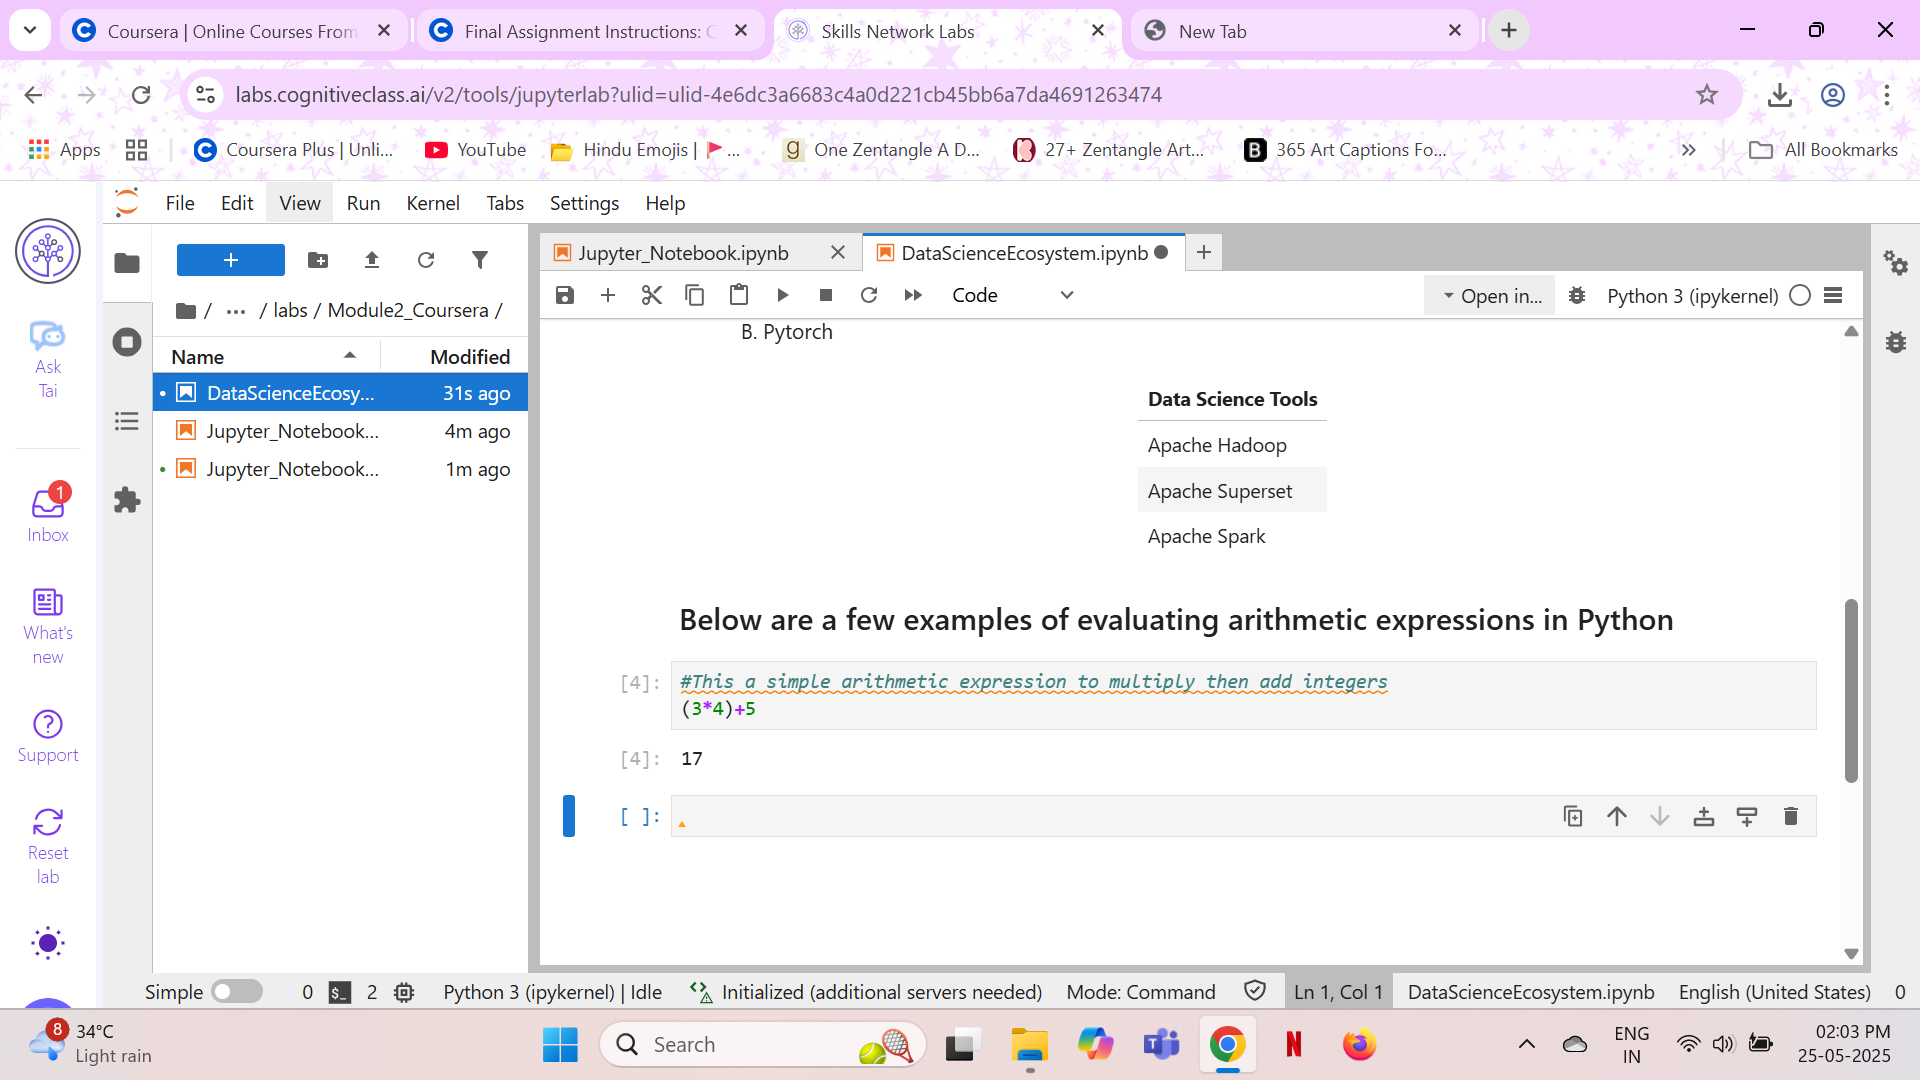 Coursera | Online Courses From
Final Assignment Instructions: C
Skills Network Labs
New Tab
labs.cognitiveclass.ai/v2/tools/jupyterlab?ulid=ulid-4e6dc3a6683c4a0d221cb45bb6a7da4691263474
Apps
Coursera Plus | Unli...
YouTube
Hindu Emojis | ...
g One Zentangle A D...
27+ Zentangle Art...
B 365 Art Captions Fo...
All Bookmarks
File Edit View Run Kernel Tabs Settings Help
Ask
Tai
1
Inbox
What's
new
Support
Reset
lab
/ ... / labs / Module2_Coursera /
Name Modified
DataScienceEcosy... 31s ago
Jupyter_Notebook... 4m ago
Jupyter_Notebook... 1m ago
Jupyter_Notebook.ipynb
DataScienceEcosystem.ipynb
Code
Open in...
Python 3 (ipykernel)
B. Pytorch
Data Science Tools
Apache Hadoop
Apache Superset
Apache Spark
Below are a few examples of evaluating arithmetic expressions in Python
[4]: #This a simple arithmetic expression to multiply then add integers
(3*4)+5
[4]: 17
[ ]:
Simple 0 $_ 2 Python 3 (ipykernel) | Idle Initialized (additional servers needed) Mode: Command Ln 1, Col 1 DataScienceEcosystem.ipynb English (United States) 0
8
34°C
Light rain
Search
ENG
IN
02:03 PM
25-05-2025